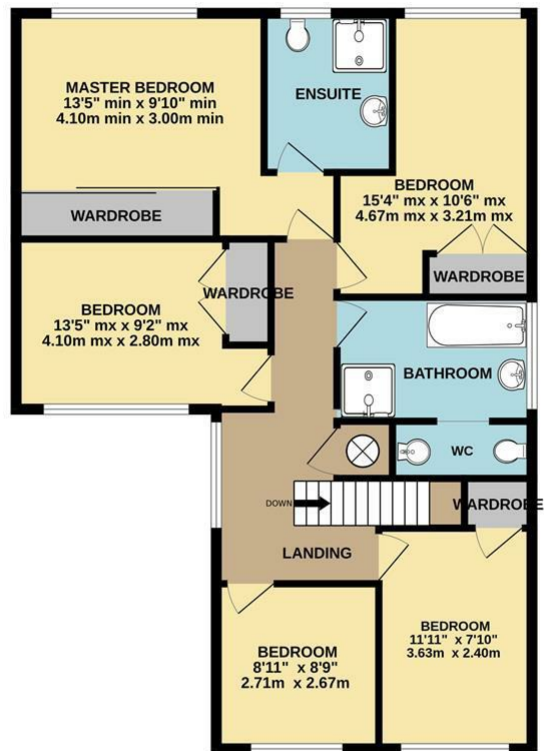 MASTER BEDROOM
13'5" min x 9'10" min
4.10m min x 3.00m min
ENSUITE
WARDROBE
BEDROOM
15'4" mx x 10'6" mx
4.67m mx x 3.21m mx
WARDROBE
BEDROOM
13'5" mx x 9'2" mx
4.10m mx x 2.80m mx
WARDROBE
BATHROOM
WC
DOWN
WARDROBE
LANDING
BEDROOM
8'11" x 8'9"
2.71m x 2.67m
BEDROOM
11'11" x 7'10"
3.63m x 2.40m